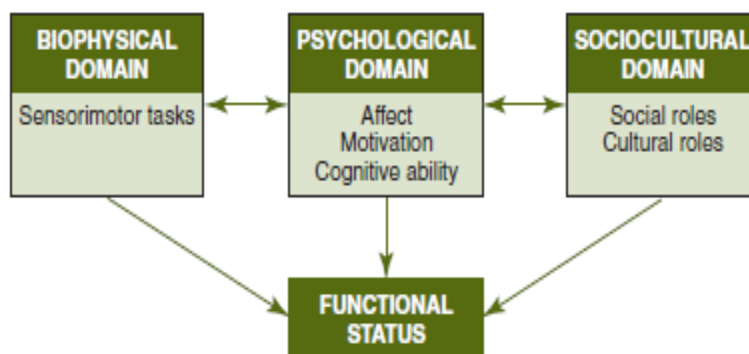 BIOPHYSICAL
DOMAIN
Sensorimotor tasks
PSYCHOLOGICAL
DOMAIN
Affect
Motivation
Cognitive ability
SOCIOCULTURAL
DOMAIN
Social roles
Cultural roles
FUNCTIONAL
STATUS